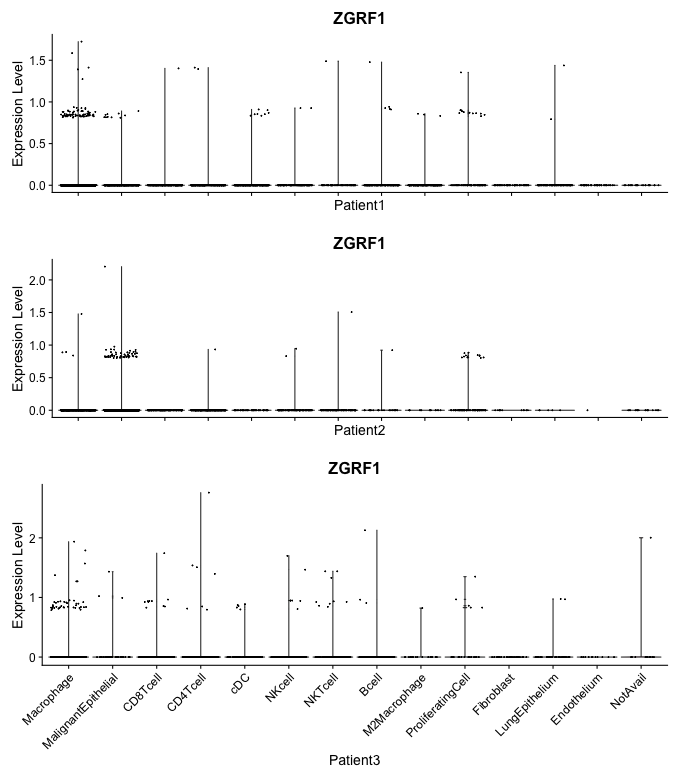 ZGRF1
Expression Level
1.5
1.0
0.5
0.0
Patient1
ZGRF1
Expression Level
2.0
1.5
1.0
0.5
0.0
Patient2
ZGRF1
Expression Level
2
1
0
Macrophage
MalignantEpithelial
CD8Tcell
CD4Tcell
cDC
NKcell
NKTcell
Bcell
M2Macrophage
ProliferatingCell
Fibroblast
LungEpithelium
Endothelium
NotAvail
Patient3